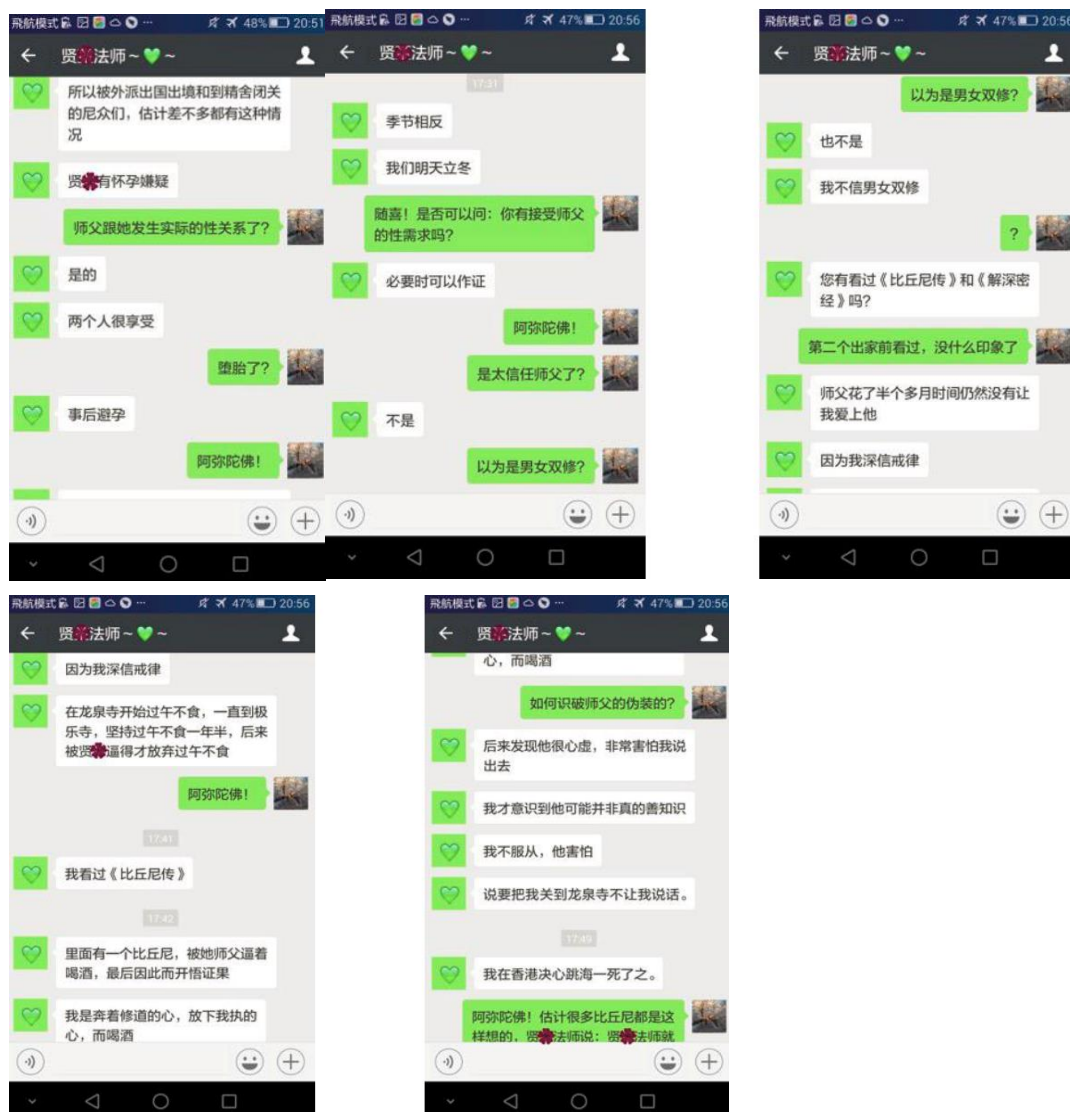 飛航模式
48%
20:51
贤
法师~
~
所以被外派出国出境和到精舍闭关
的尼众们，估计差不多都有这种情
况
贤
有怀孕嫌疑
师父跟她发生实际的性关系了?
是的
两个人很享受
堕胎了?
事后避孕
阿弥陀佛！
飛航模式
47%
20:56
贤
法师~
~
17:31
季节相反
我们明天立冬
随喜！是否可以问：你有接受师父
的性需求吗?
必要时可以作证
阿弥陀佛！
是太信任师父了?
不是
以为是男女双修?
飛航模式
47%
20:56
贤
法师~
~
以为是男女双修?
也不是
我不信男女双修
?
您有看过《比丘尼传》和《解深密
经》吗?
第二个出家前看过，没什么印象了
师父花了半个多月时间仍然没有让
我爱上他
因为我深信戒律
飛航模式
47%
20:56
贤
法师~
~
因为我深信戒律
在龙泉寺开始过午不食，一直到极
乐寺，坚持过午不食一年半，后来
被贤
逼得才放弃过午不食
阿弥陀佛！
17:41
我看过《比丘尼传》
17:42
里面有一个比丘尼，被她师父逼着
喝酒，最后因此而开悟证果
我是奔着修道的心，放下我执的
心，而喝酒
飛航模式
47%
20:56
贤
法师~
~
心，而喝酒
如何识破师父的伪装的?
后来发现他很心虚，非常害怕我说
出去
我才意识到他可能并非真的善知识
我不服从，他害怕
说要把我关到龙泉寺不让我说话。
17:49
我在香港决心跳海一死了之。
阿弥陀佛！估计很多比丘尼都是这
样想的，贤
法师说：贤
法师就